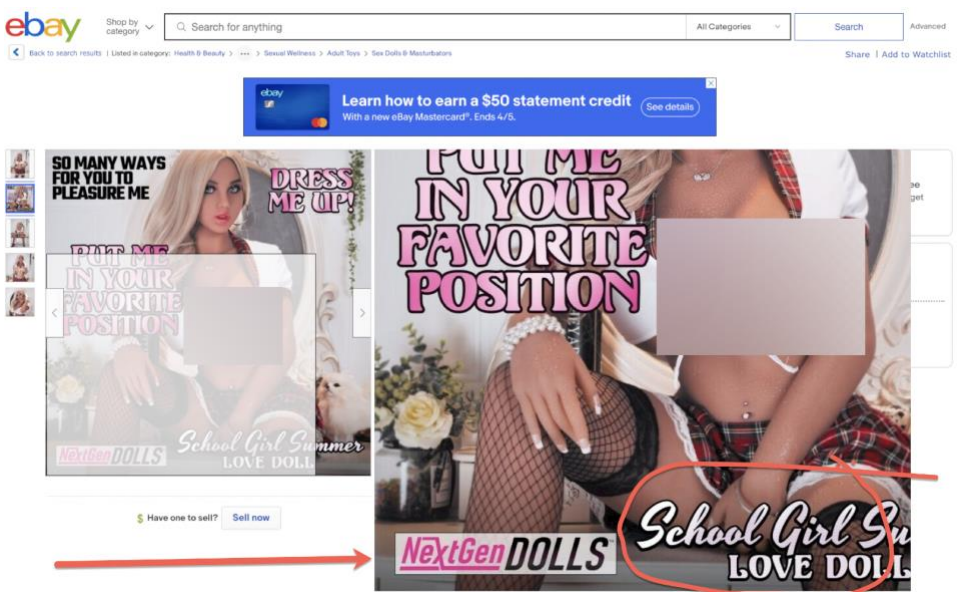 ebay
Shop by category
Search for anything
All Categories
Search
Advanced
Back to search results | Listed in category: Health & Beauty > ... > Sexual Wellness > Adult Toys > Sex Dolls & Masturbators
Share | Add to Watchlist
ebay
Learn how to earn a $50 statement credit
With a new eBay Mastercard®. Ends 4/5.
See details
SO MANY WAYS
FOR YOU TO
PLEASURE ME
DRESS
ME UP!
PUT ME
IN YOUR
FAVORITE
POSITION
NextGen DOLLS
School Girl Summer
LOVE DOLL
$ Have one to sell? Sell now
PUT ME
IN YOUR
FAVORITE
POSITION
NextGen DOLLS
School Girl Su
LOVE DOLL
get